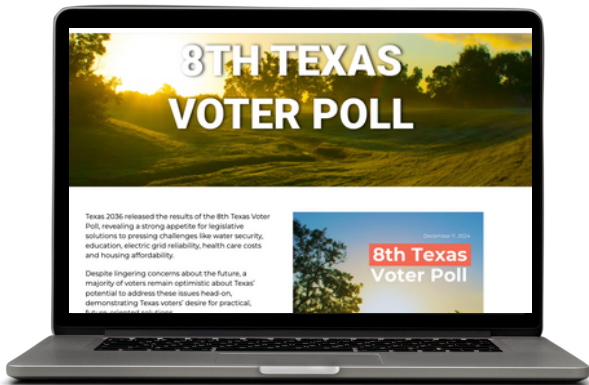 8TH TEXAS
VOTER POLL
Texas 2036 released the results of the 8th Texas Voter
Poll, revealing a strong appetite for legislative
solutions to pressing challenges like water security,
education, electric grid reliability, health care costs
and housing affordability.
Despite lingering concerns about the future, a
majority of voters remain optimistic about Texas'
potential to address these issues head-on,
demonstrating Texas voters' desire for practical,
future-oriented solutions.
December 11, 2024
8th Texas
Voter Poll